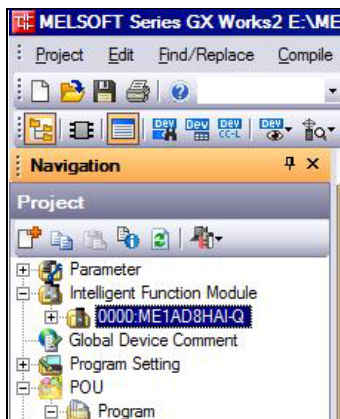 MELSOFT Series GX Works2 E:\ME
Project Edit Find/Replace Compile
Navigation
Project
Parameter
Intelligent Function Module
0000:ME1AD8HAI-Q
Global Device Comment
Program Setting
POU
Program